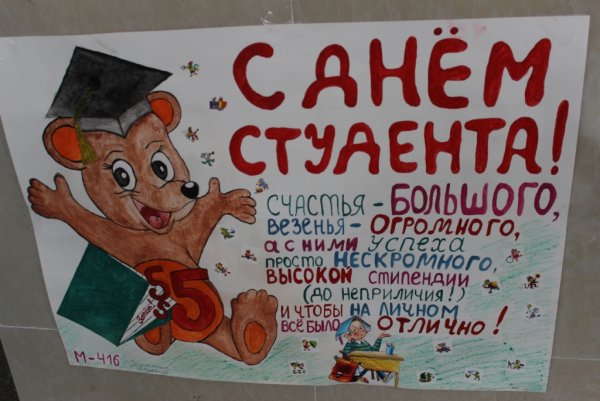 С ДНЁМ
СТУДЕНТА!
СЧАСТЬЯ - БОЛЬШОГО,
ВЕЗЕНЬЯ - ОГРОМНОГО,
А С НИМИ УСПЕХА
ПРОСТО НЕСКРОМНОГО,
ВЫСОКОЙ СТИПЕНДИИ
(ДО НЕПРИЛИЧИЯ!)
И ЧТОБЫ НА ЛИЧНОМ
ВСЁ БЫЛО ОТЛИЧНО!
5
М-416